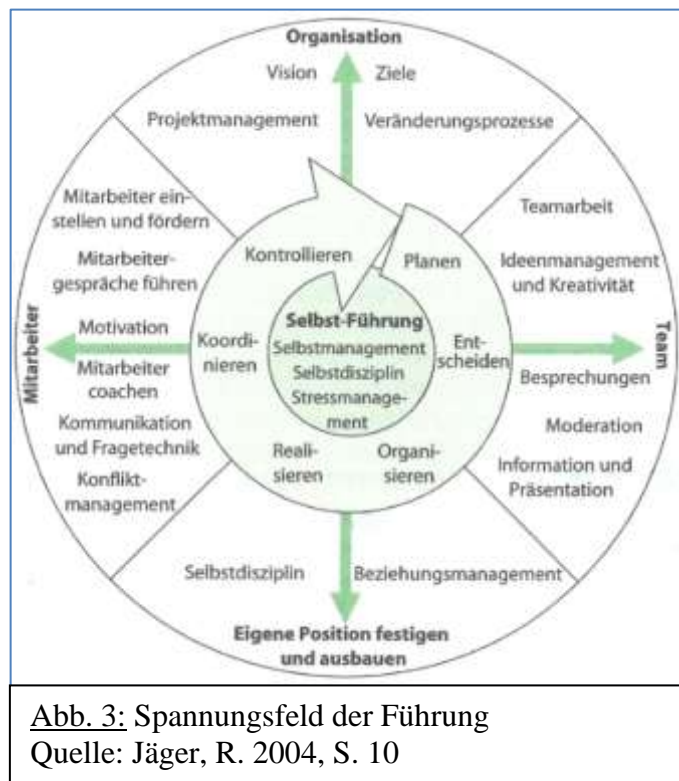 Organisation
Vision
Ziele
Projektmanagement
Veränderungsprozesse
Mitarbeiter ein-
stellen und fördern
Mitarbeiter-
gespräche führen
Motivation
Mitarbeiter
coachen
Kommunikation
und Fragetechnik
Konflikt-
management
Mitarbeiter
Kontrollieren
Planen
Koordi-
nieren
Ent-
scheiden
Reali-
sieren
Organi-
sieren
Selbst-Führung
Selbstmanagement
Selbstdisziplin
Stressmanage-
ment
Teamarbeit
Ideenmanagement
und Kreativität
Besprechungen
Moderation
Information und
Präsentation
Team
Selbstdisziplin
Beziehungsmanagement
Eigene Position festigen
und ausbauen
Abb. 3: Spannungsfeld der Führung
Quelle: Jäger, R. 2004, S. 10